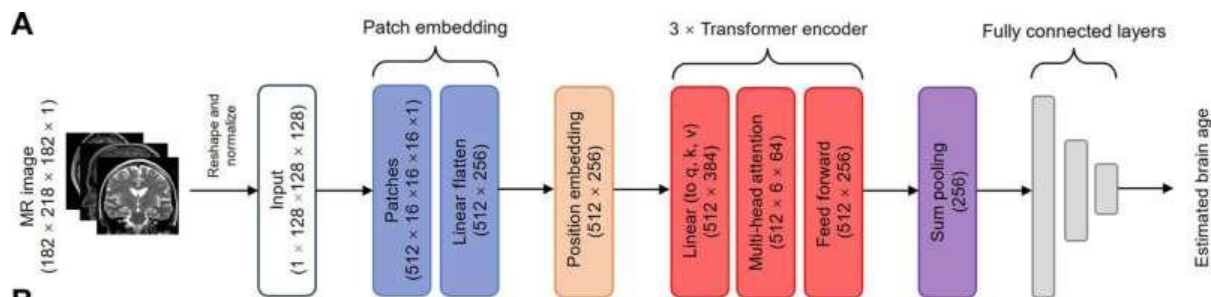 A
Patch embedding
3 × Transformer encoder
Fully connected layers
MR image
(182 × 218 × 182 × 1)
Reshape and
normalize
Input
(1 × 128 × 128 × 128)
Patches
(512 × 16 × 16 × 16 × 1)
Linear flatten
(512 × 256)
Position embedding
(512 × 256)
Linear (to q, k, v)
(512 × 384)
Multi-head attention
(512 × 6 × 64)
Feed forward
(512 × 256)
Sum pooling
(256)
Estimated brain age